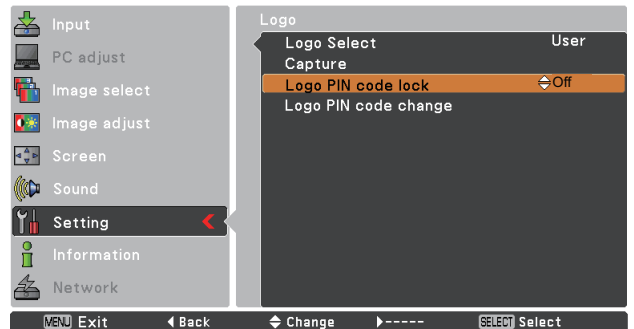 Input
PC adjust
Image select
Image adjust
Screen
Sound
Setting
Information
Network
Logo
Logo Select User
Capture
Logo PIN code lock Off
Logo PIN code change
MENU Exit Back Change ----- SELECT Select